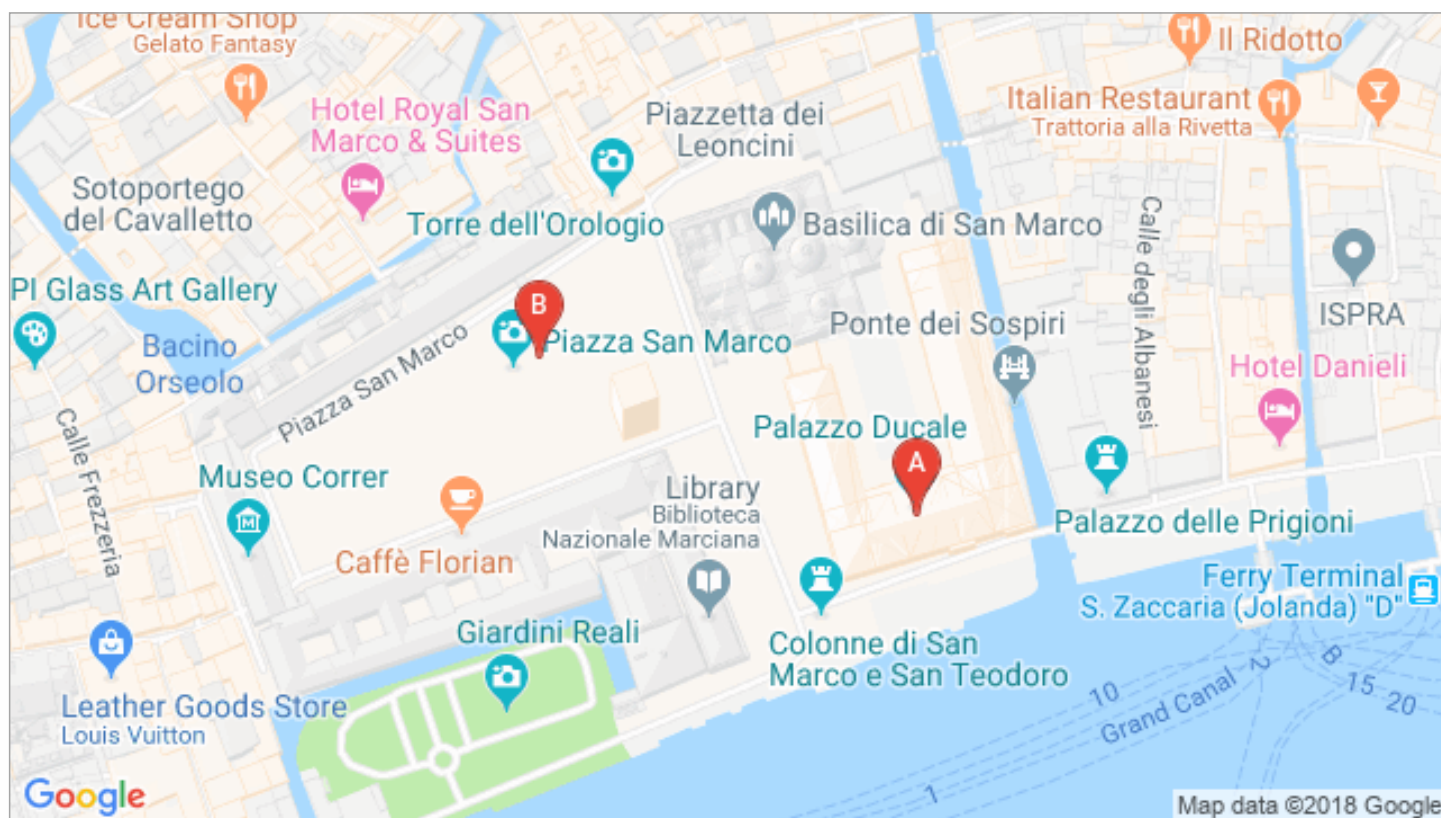 Ice Cream Shop
Gelato Fantasy
Il Ridotto
Hotel Royal San
Marco & Suites
Piazzetta dei
Leoncini
Italian Restaurant
Trattoria alla Rivetta
Sotoportego
del Cavalletto
Torre dell'Orologio
Basilica di San Marco
Calle degli Albanesi
PI Glass Art Gallery
ISPRA
B
Bacino
Orseolo
Piazza San Marco
Piazza San Marco
Ponte dei Sospiri
Hotel Danieli
Calle Frezzeria
Palazzo Ducale
A
Museo Correr
M
Library
Biblioteca
Nazionale Marciana
Palazzo delle Prigioni
Caffè Florian
Ferry Terminal
S. Zaccaria (Jolanda) "D"
Giardini Reali
Colonne di San
Marco e San Teodoro
Leather Goods Store
Louis Vuitton
10
Grand Canal
2
B
15
20
1
Google
Map data ©2018 Google